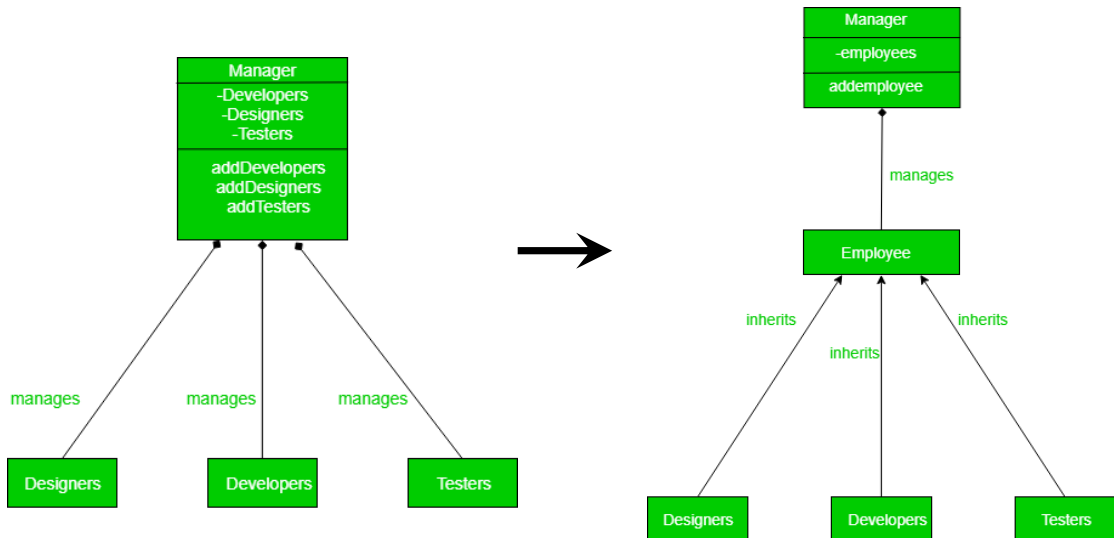 Manager
-Developers
-Designers
-Testers
addDevelopers
addDesigners
addTesters
manages
manages
manages
Designers
Developers
Testers
Manager
-employees
addemployee
manages
Employee
inherits
inherits
inherits
Designers
Developers
Testers